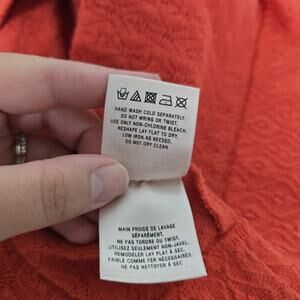 HAND WASH COLD SEPARATELY.
DO NOT WRING OR TWIST.
USE ONLY NON-CHLORINE BLEACH.
RESHAPE LAY FLAT TO DRY.
LOW IRON AS NEEDED.
DO NOT DRY CLEAN
MAIN FROIDE DE LAVAGE
SÉPARÉMENT.
NE PAS TORDRE OU TWIST.
UTILISEZ SEULEMENT NON-JAVEL.
REMODELER LAY PLAT À SEC.
FAIBLE COMME FER NÉCESSAIRES.
NE PAS NETTOYER À SEC